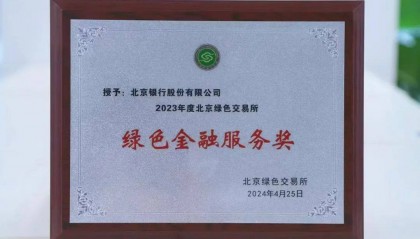 授予：北京银行股份有限公司
2023年度北京绿色交易所
绿色金融服务奖
北京绿色交易所
2024年4月25日